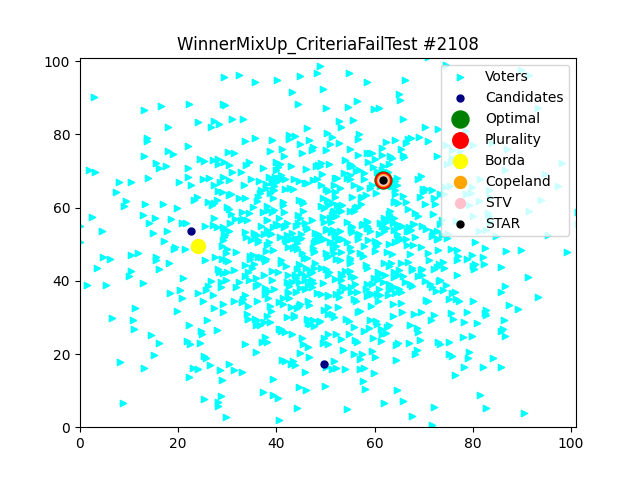 WinnerMixUp_CriteriaFailTest #2108
100
80
60
40
20
0
0
20
40
60
80
100
Voters
Candidates
Optimal
Plurality
Borda
Copeland
STV
STAR